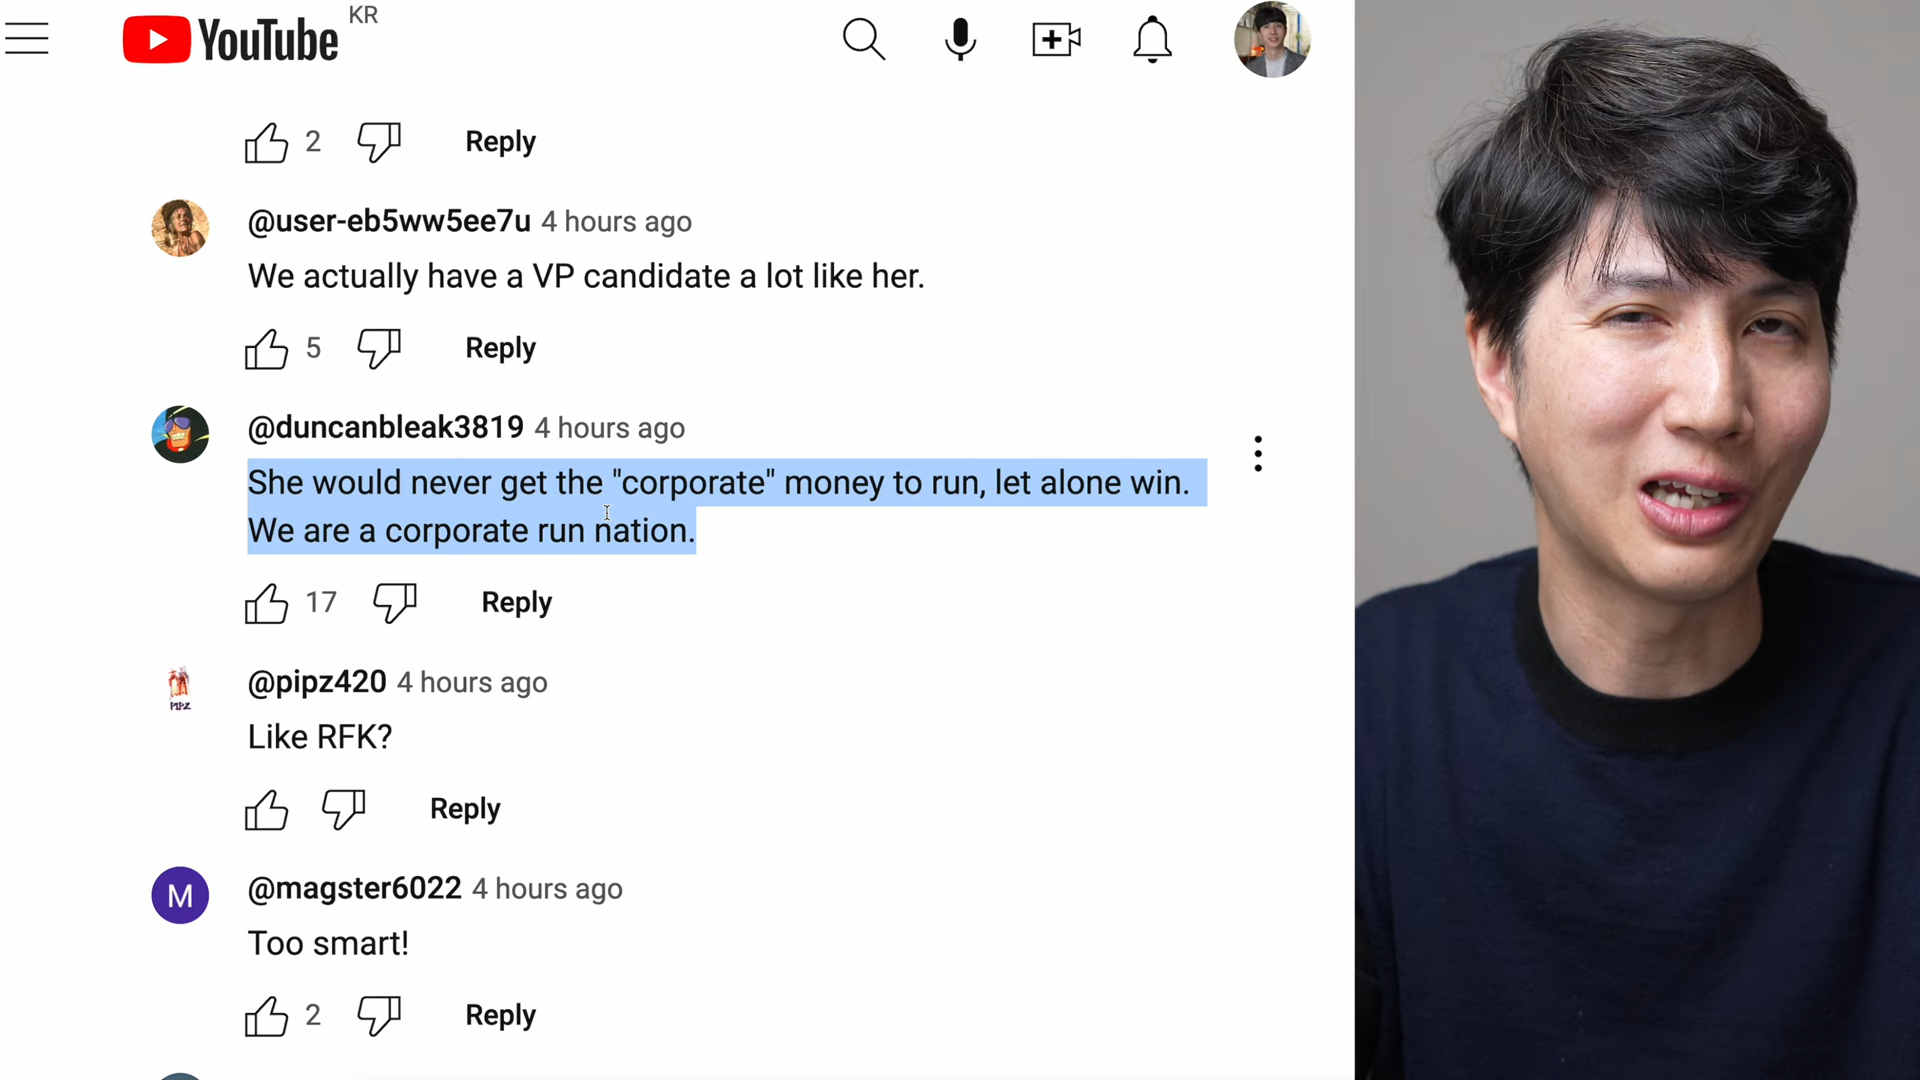 YouTube KR
2 Reply
@user-eb5ww5ee7u 4 hours ago
We actually have a VP candidate a lot like her.
5 Reply
@duncanbleak3819 4 hours ago
She would never get the "corporate" money to run, let alone win.
We are a corporate run nation.
17 Reply
@pipz420 4 hours ago
PIPZ
Like RFK?
Reply
@magster6022 4 hours ago
M
Too smart!
2 Reply